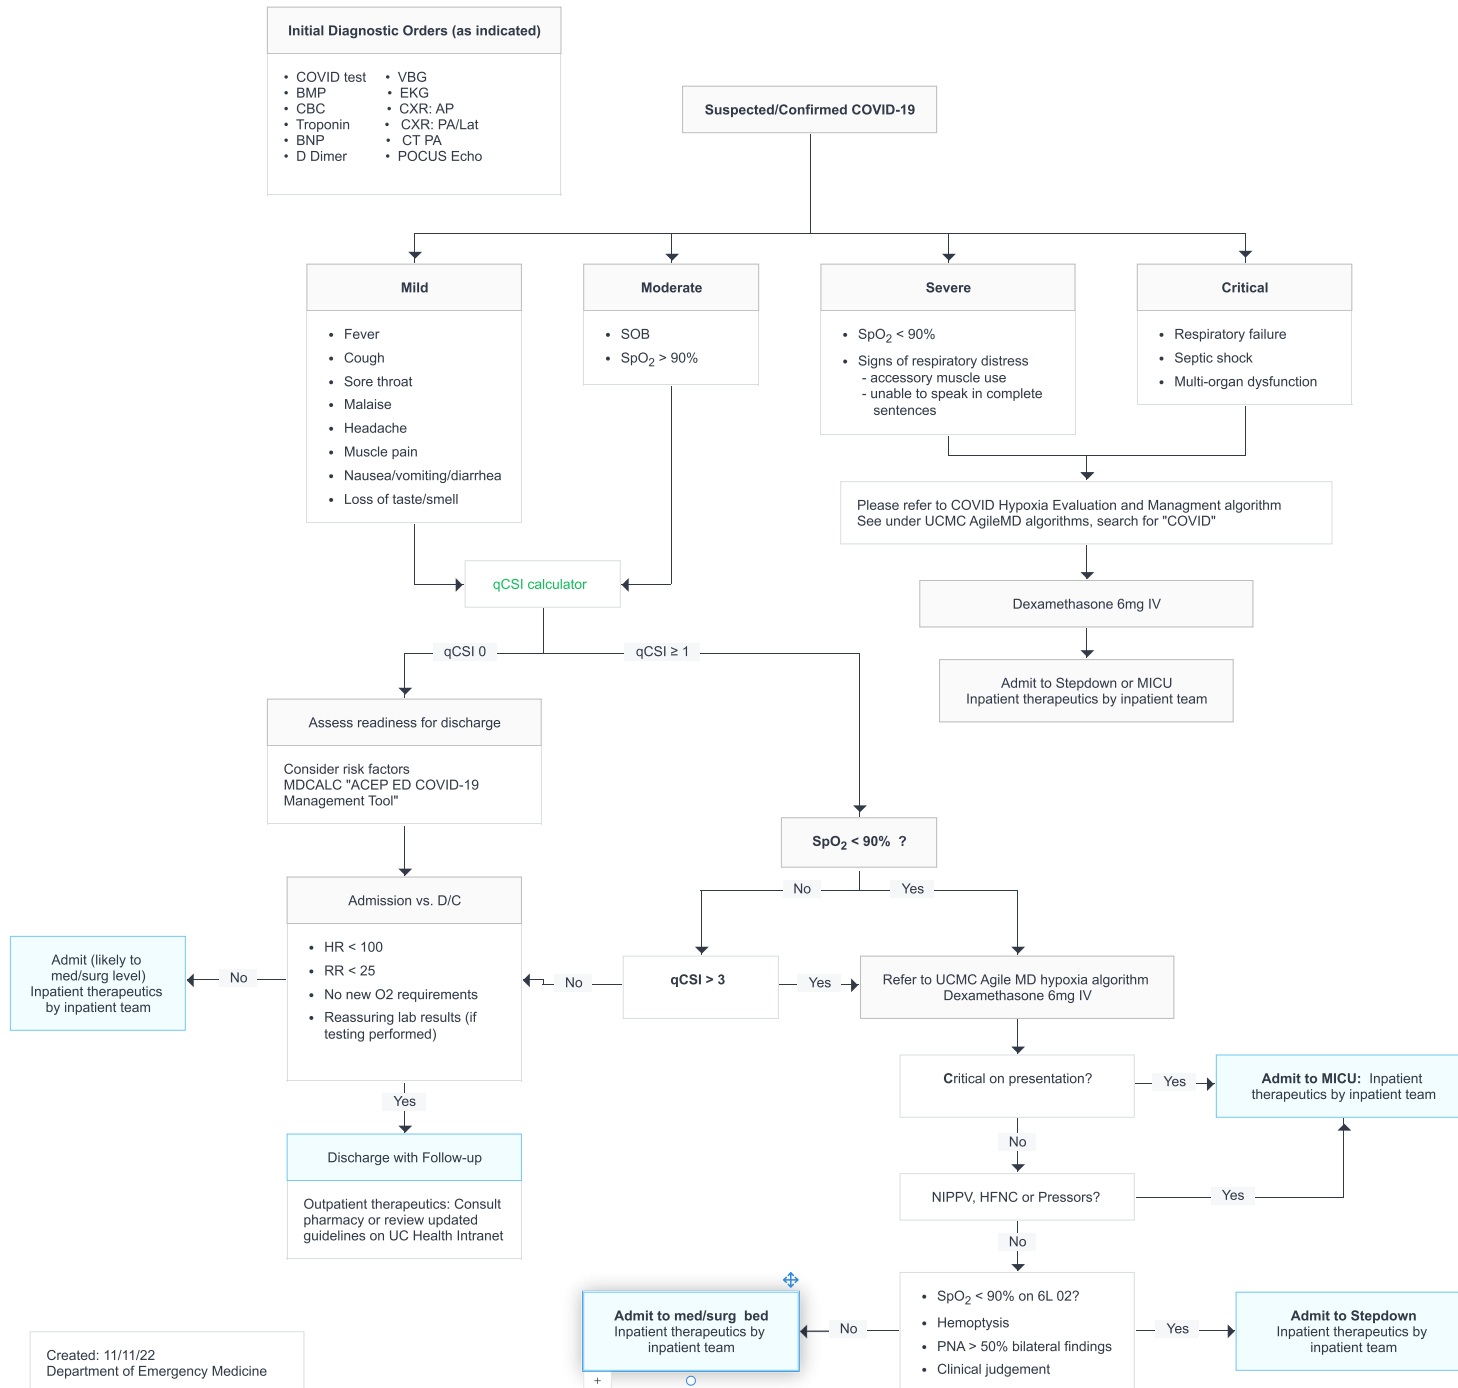 Initial Diagnostic Orders (as indicated)
• COVID test • VBG
• BMP • EKG
• CBC • CXR: AP
• Troponin • CXR: PA/Lat
• BNP • CT PA
• D Dimer • POCUS Echo
Suspected/Confirmed COVID-19
Mild
• Fever
• Cough
• Sore throat
• Malaise
• Headache
• Muscle pain
• Nausea/vomiting/diarrhea
• Loss of taste/smell
Moderate
• SOB
• SpO2 > 90%
Severe
• SpO2 < 90%
• Signs of respiratory distress
- accessory muscle use
- unable to speak in complete
sentences
Critical
• Respiratory failure
• Septic shock
• Multi-organ dysfunction
Please refer to COVID Hypoxia Evaluation and Managment algorithm
See under UCMC AgileMD algorithms, search for "COVID"
qCSI calculator
Dexamethasone 6mg IV
qCSI 0
qCSI ≥ 1
Admit to Stepdown or MICU
Inpatient therapeutics by inpatient team
Assess readiness for discharge
Consider risk factors
MDCALC "ACEP ED COVID-19
Management Tool"
SpO2 < 90% ?
No
Yes
Admission vs. D/C
• HR < 100
• RR < 25
• No new O2 requirements
• Reassuring lab results (if
testing performed)
Admit (likely to
med/surg level)
Inpatient therapeutics
by inpatient team
No
No
qCSI > 3
Yes
Refer to UCMC Agile MD hypoxia algorithm
Dexamethasone 6mg IV
Critical on presentation?
Yes
Admit to MICU: Inpatient
therapeutics by inpatient team
Yes
No
Discharge with Follow-up
Outpatient therapeutics: Consult
pharmacy or review updated
guidelines on UC Health Intranet
NIPPV, HFNC or Pressors?
Yes
No
• SpO2 < 90% on 6L 02?
• Hemoptysis
• PNA > 50% bilateral findings
• Clinical judgement
Admit to med/surg bed
Inpatient therapeutics by
inpatient team
No
Yes
Admit to Stepdown
Inpatient therapeutics by
inpatient team
+
Created: 11/11/22
Department of Emergency Medicine